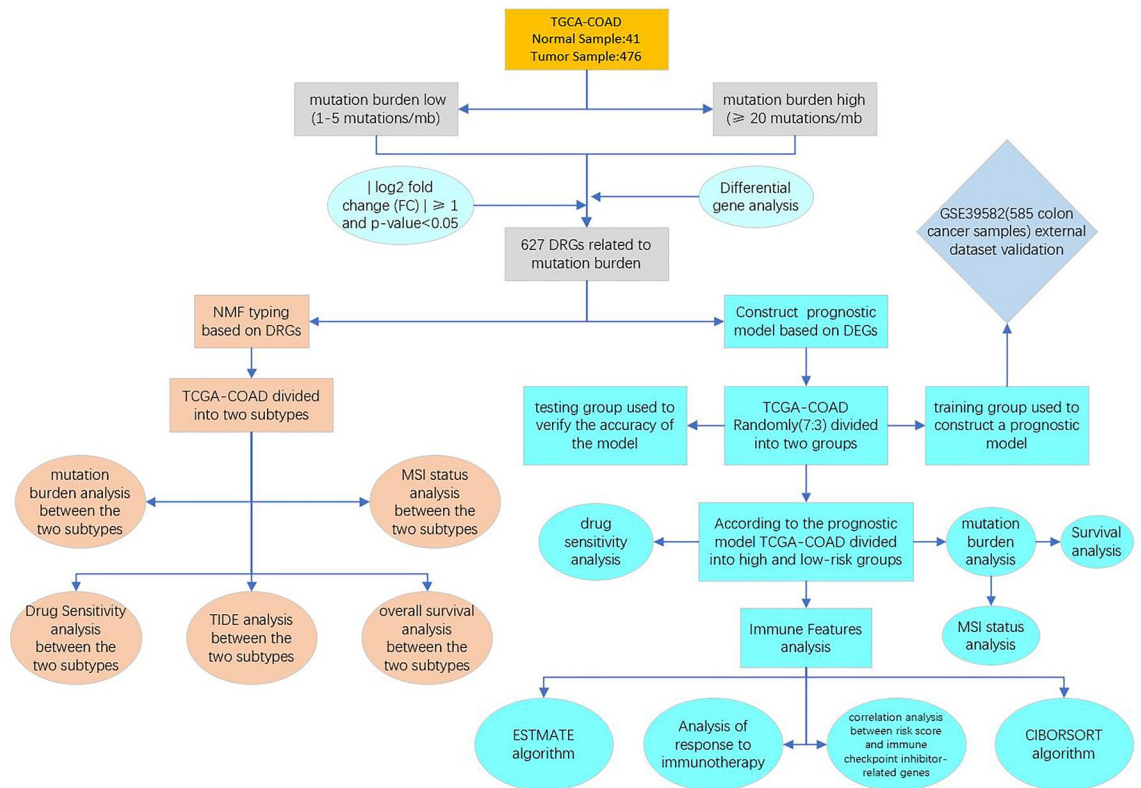 TGCA-COAD
Normal Sample:41
Tumor Sample:476
mutation burden low
(1-5 mutations/mb)
mutation burden high
(≥ 20 mutations/mb
| log2 fold
change (FC) | ≥ 1
and p-value<0.05
Differential
gene analysis
GSE39582(585 colon
cancer samples) external
dataset validation
627 DRGs related to
mutation burden
NMF typing
based on DRGs
Construct prognostic
model based on DEGs
TCGA-COAD divided
into two subtypes
testing group used to
verify the accuracy of
the model
TCGA-COAD
Randomly(7:3) divided
into two groups
training group used to
construct a prognostic
model
mutation
burden analysis
between the
two subtypes
MSI status
analysis
between the
two subtypes
drug
sensitivity
analysis
According to the prognostic
model TCGA-COAD divided
into high and low-risk groups
mutation
burden
analysis
Survival
analysis
Drug Sensitivity
analysis
between the
two subtypes
TIDE analysis
between the
two subtypes
overall survival
analysis
between the
two subtypes
Immune Features
analysis
MSI status
analysis
ESTMATE
algorithm
Analysis of
response to
immunotherapy
correlation analysis
between risk score
and immune
checkpoint inhibitor-
related genes
CIBORSORT
algorithm